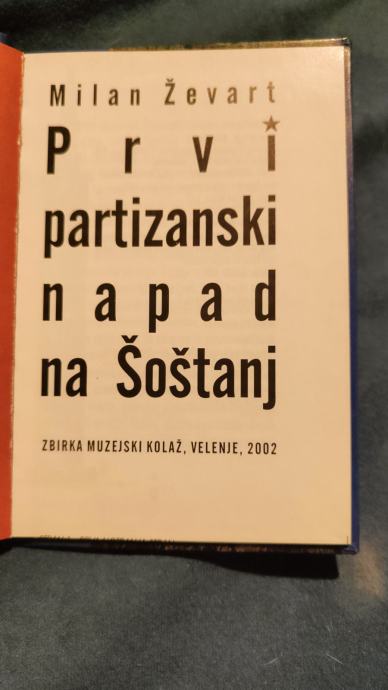 Milan Ževart
Prvi
partizanski
napad
na Šoštanj
ZBIRKA MUZEJSKI KOLAŽ, VELENJE, 2002